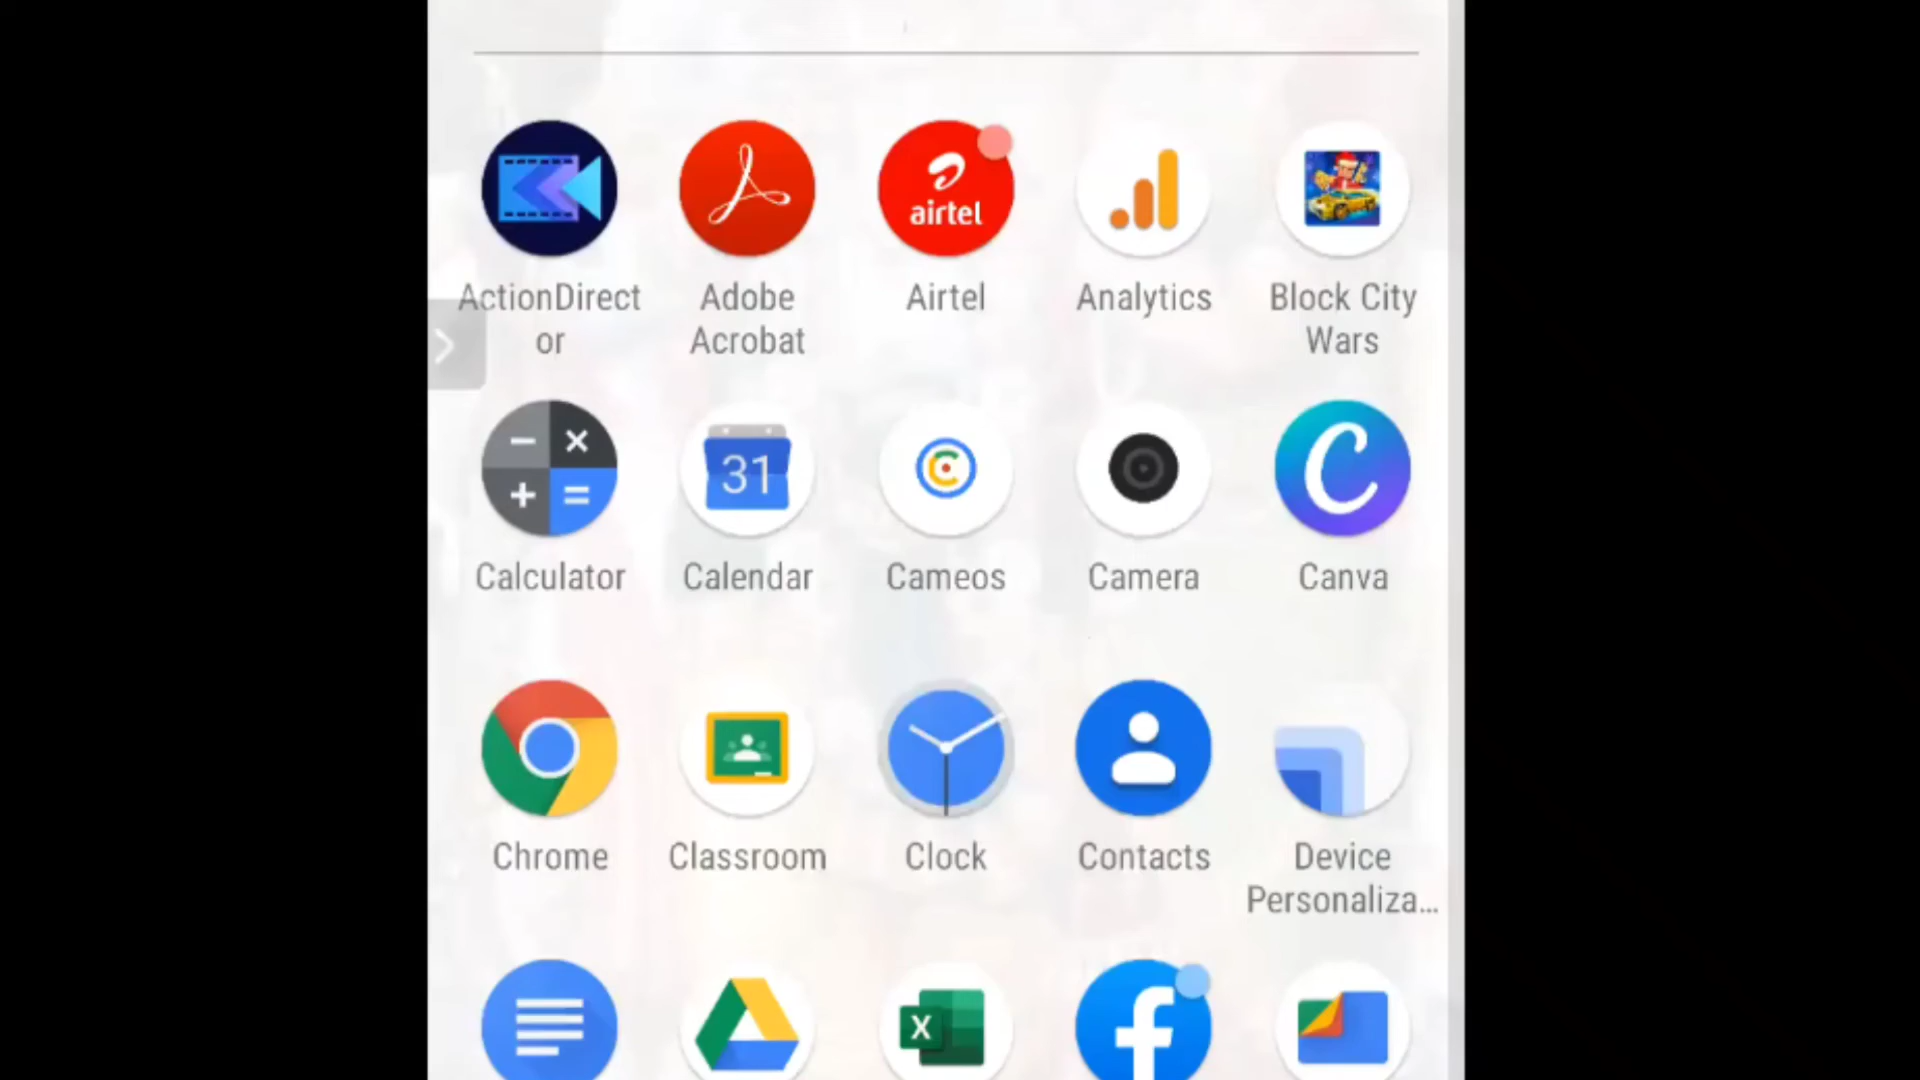 airtel
ActionDirect
or
Adobe
Acrobat
Airtel
Analytics
Block City
Wars
31
Calculator
Calendar
Cameos
Camera
Canva
Chrome
Classroom
Clock
Contacts
Device
Personaliza...